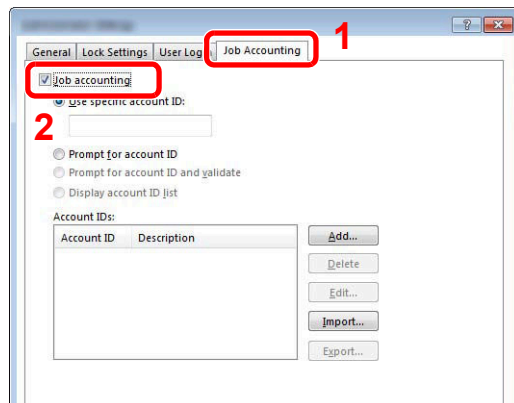 1
General Lock Settings User Log Job Accounting
Job accounting
2
Use specific account ID:
Prompt for account ID
Prompt for account ID and validate
Display account ID list
Account IDs:
Account ID Description
Add...
Delete
Edit...
Import...
Export...